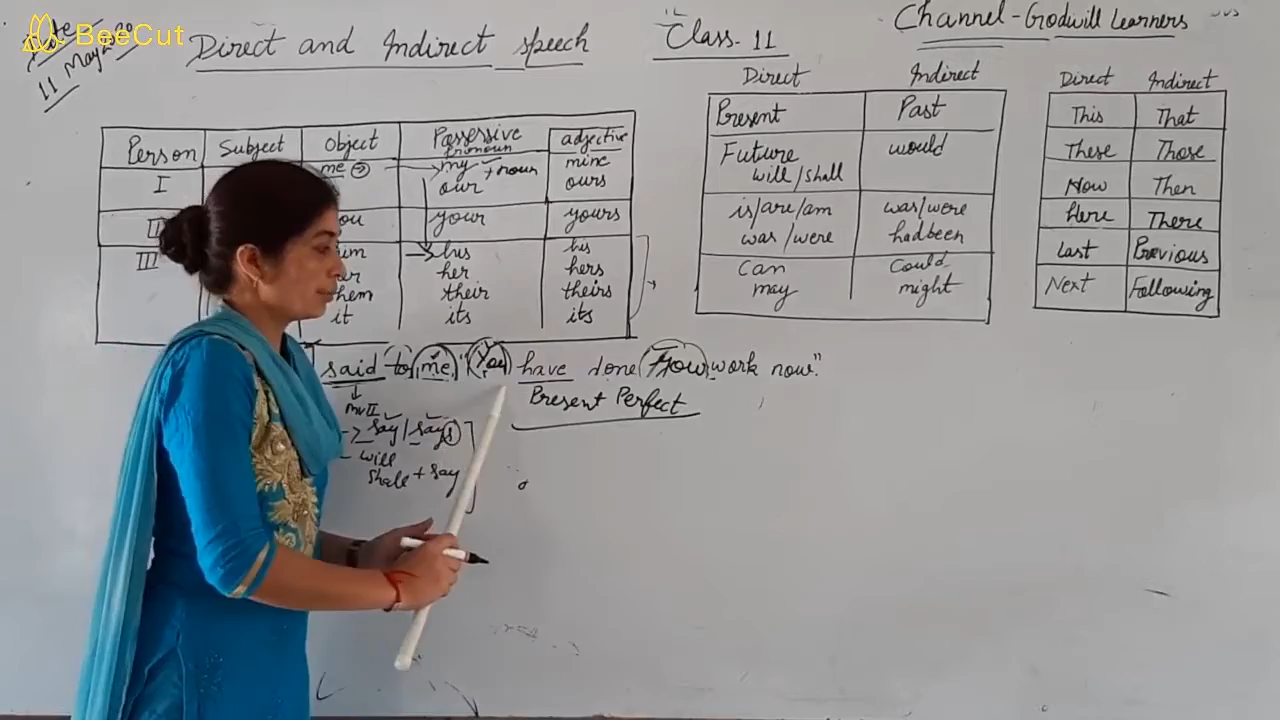 BeeCut
Date
11 May 20
Direct and Indirect speech
Class-11
Channel-Godwill Learners
Person Subject Object Possessive pronoun adjective
I me my + noun mine
our ours
II your yours
III his his
her hers
them their theirs
it its its
Direct Indirect
Present Past
Future would
will/shall
is/are/am was/were
was/were had been
can could
may might
Direct Indirect
This That
These Those
Now Then
Here There
Last Previous
Next Following
said to me "You have done your work now."
Present Perfect
say/says
will
shall + say